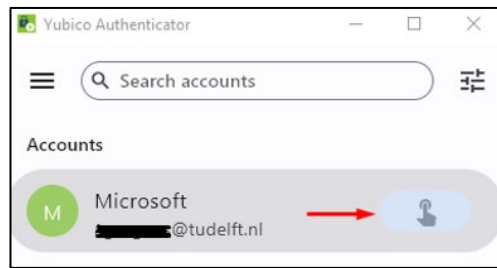 Yubico Authenticator
Search accounts
Accounts
M
Microsoft
@tudelft.nl